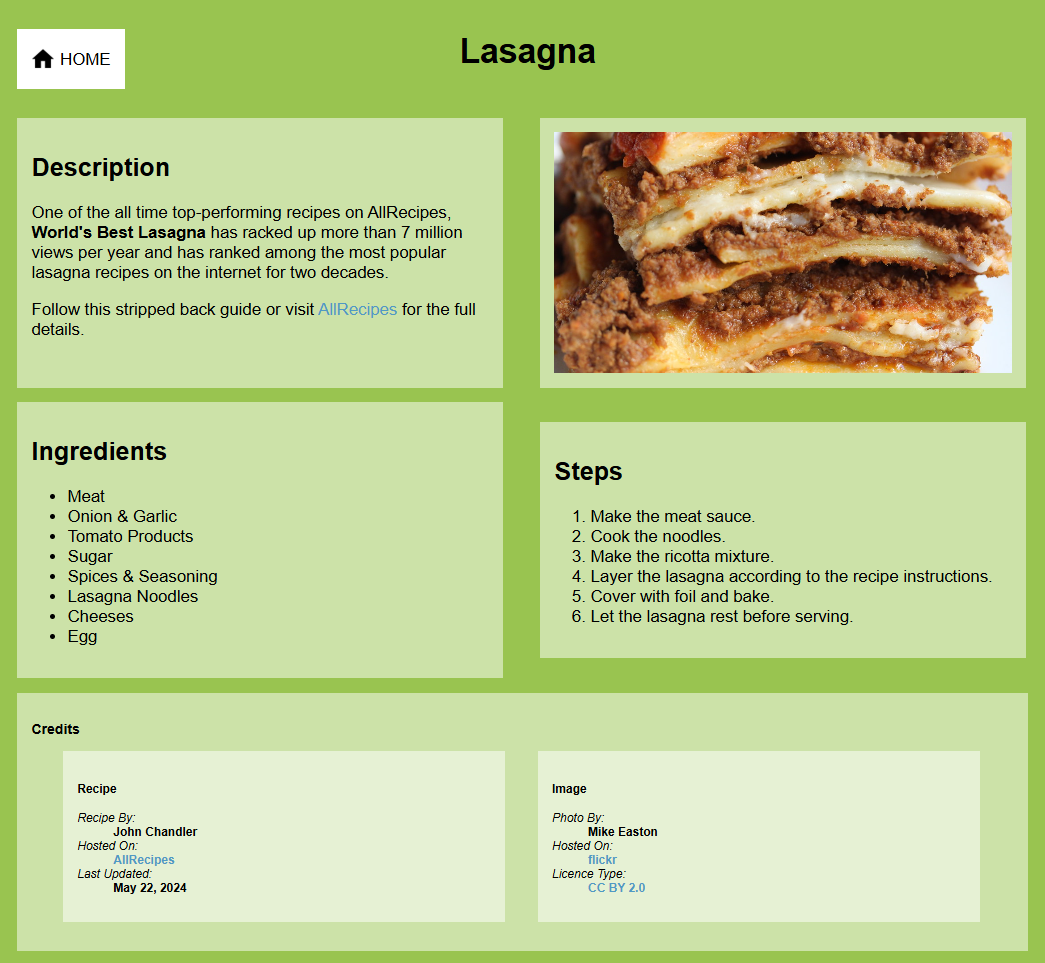 HOME
Lasagna
Description
One of the all time top-performing recipes on AllRecipes,
World's Best Lasagna has racked up more than 7 million
views per year and has ranked among the most popular
lasagna recipes on the internet for two decades.
Follow this stripped back guide or visit AllRecipes for the full
details.
Ingredients
• Meat
• Onion & Garlic
• Tomato Products
• Sugar
• Spices & Seasoning
• Lasagna Noodles
• Cheeses
• Egg
Steps
1. Make the meat sauce.
2. Cook the noodles.
3. Make the ricotta mixture.
4. Layer the lasagna according to the recipe instructions.
5. Cover with foil and bake.
6. Let the lasagna rest before serving.
Credits
Recipe
Recipe By:
John Chandler
Hosted On:
AllRecipes
Last Updated:
May 22, 2024
Image
Photo By:
Mike Easton
Hosted On:
flickr
Licence Type:
CC BY 2.0